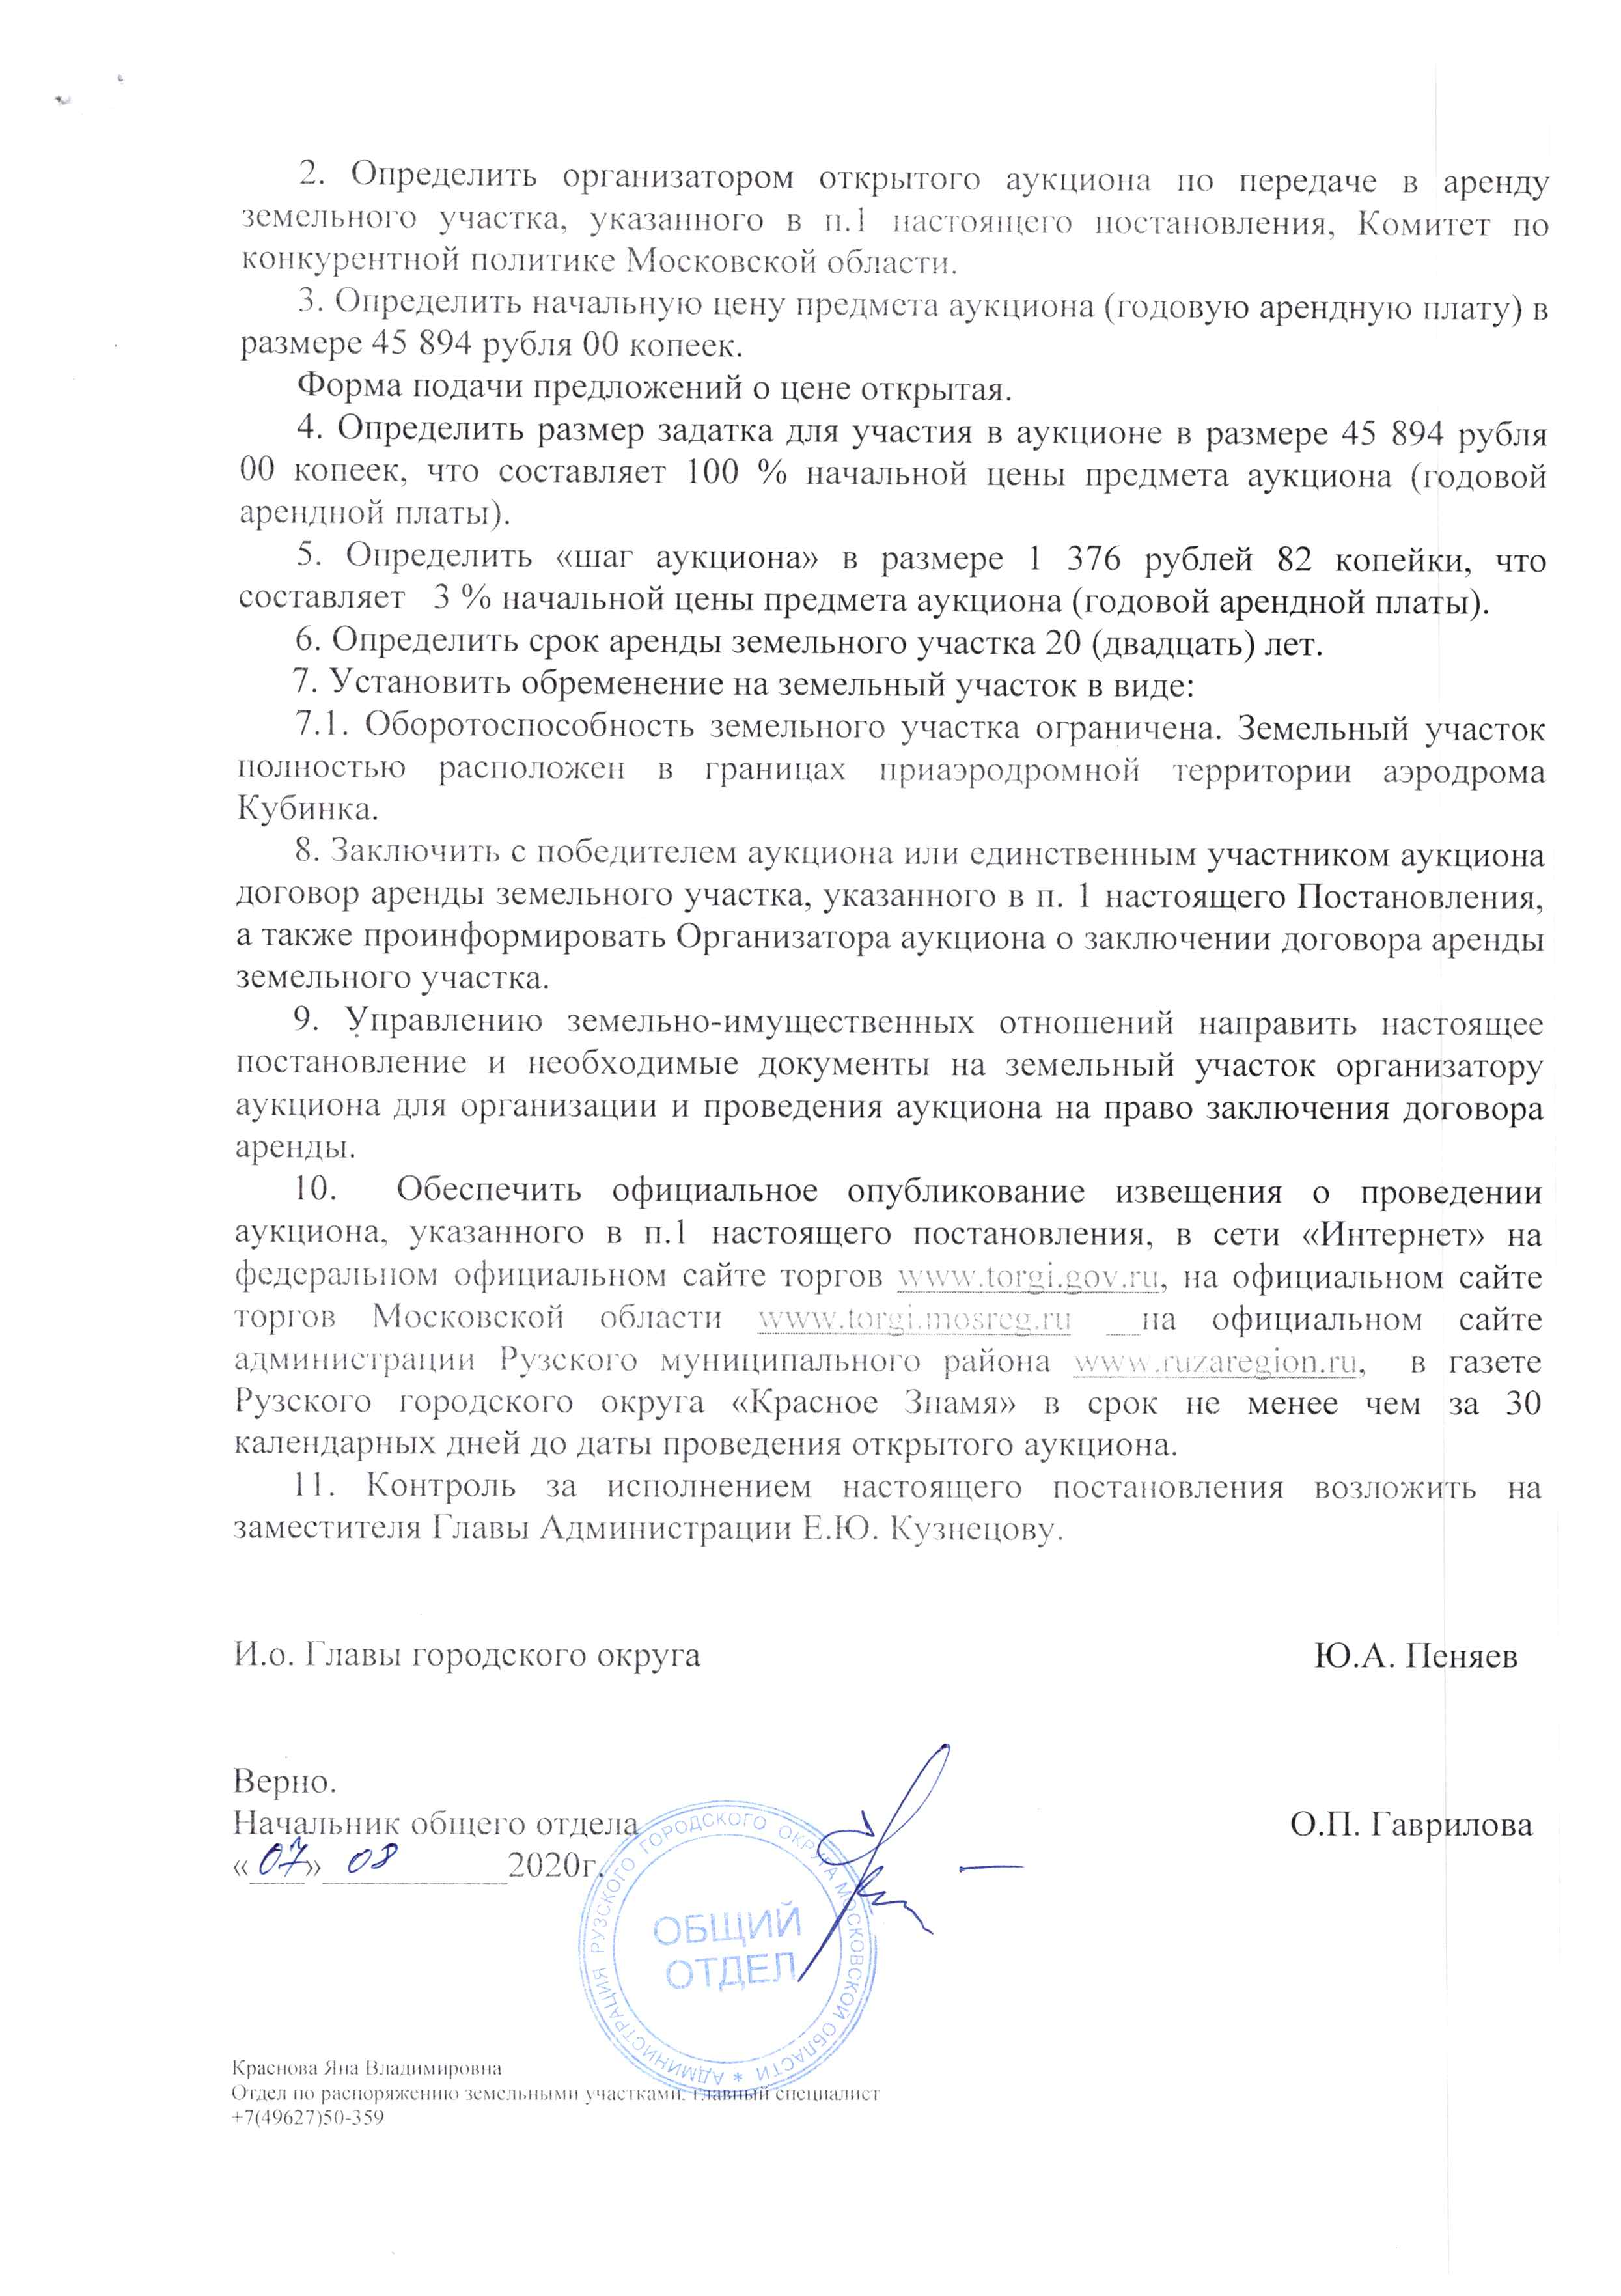 2. Определить организатором открытого аукциона по передаче в аренду
земельного участка, указанного в п.1 настоящего постановления, Комитет по
конкурентной политике Московской области.
3. Определить начальную цену предмета аукциона (годовую арендную плату) в
размере 45 894 рубля 00 копеек.
Форма подачи предложений о цене открытая.
4. Определить размер задатка для участия в аукционе в размере 45 894 рубля
00 копеек, что составляет 100 % начальной цены предмета аукциона (годовой
арендной платы).
5. Определить «шаг аукциона» в размере 1 376 рублей 82 копейки, что
составляет 3 % начальной цены предмета аукциона (годовой арендной платы).
6. Определить срок аренды земельного участка 20 (двадцать) лет.
7. Установить обременение на земельный участок в виде:
7.1. Оборотоспособность земельного участка ограничена. Земельный участок
полностью расположен в границах приаэродромной территории аэродрома
Кубинка.
8. Заключить с победителем аукциона или единственным участником аукциона
договор аренды земельного участка, указанного в п. 1 настоящего Постановления,
а также проинформировать Организатора аукциона о заключении договора аренды
земельного участка.
9. Управлению земельно-имущественных отношений направить настоящее
постановление и необходимые документы на земельный участок организатору
аукциона для организации и проведения аукциона на право заключения договора
аренды.
10. Обеспечить официальное опубликование извещения о проведении
аукциона, указанного в п.1 настоящего постановления, в сети «Интернет» на
федеральном официальном сайте торгов www.torgi.gov.ru, на официальном сайте
торгов Московской области www.torgi.mosreg.ru на официальном сайте
администрации Рузского муниципального района www.ruzaregion.ru, в газете
Рузского городского округа «Красное Знамя» в срок не менее чем за 30
календарных дней до даты проведения открытого аукциона.
11. Контроль за исполнением настоящего постановления возложить на
заместителя Главы Администрации Е.Ю. Кузнецову.
И.о. Главы городского округа Ю.А. Пеняев
Верно.
Начальник общего отдела О.П. Гаврилова
«07» 08 2020г.
АДМИНИСТРАЦИЯ РУЗСКОГО ГОРОДСКОГО ОКРУГА МОСКОВСКОЙ ОБЛАСТИ *
ОБЩИЙ
ОТДЕЛ
Краснова Яна Владимировна
Отдел по распоряжению земельными участками. главный специалист
+7(49627)50-359